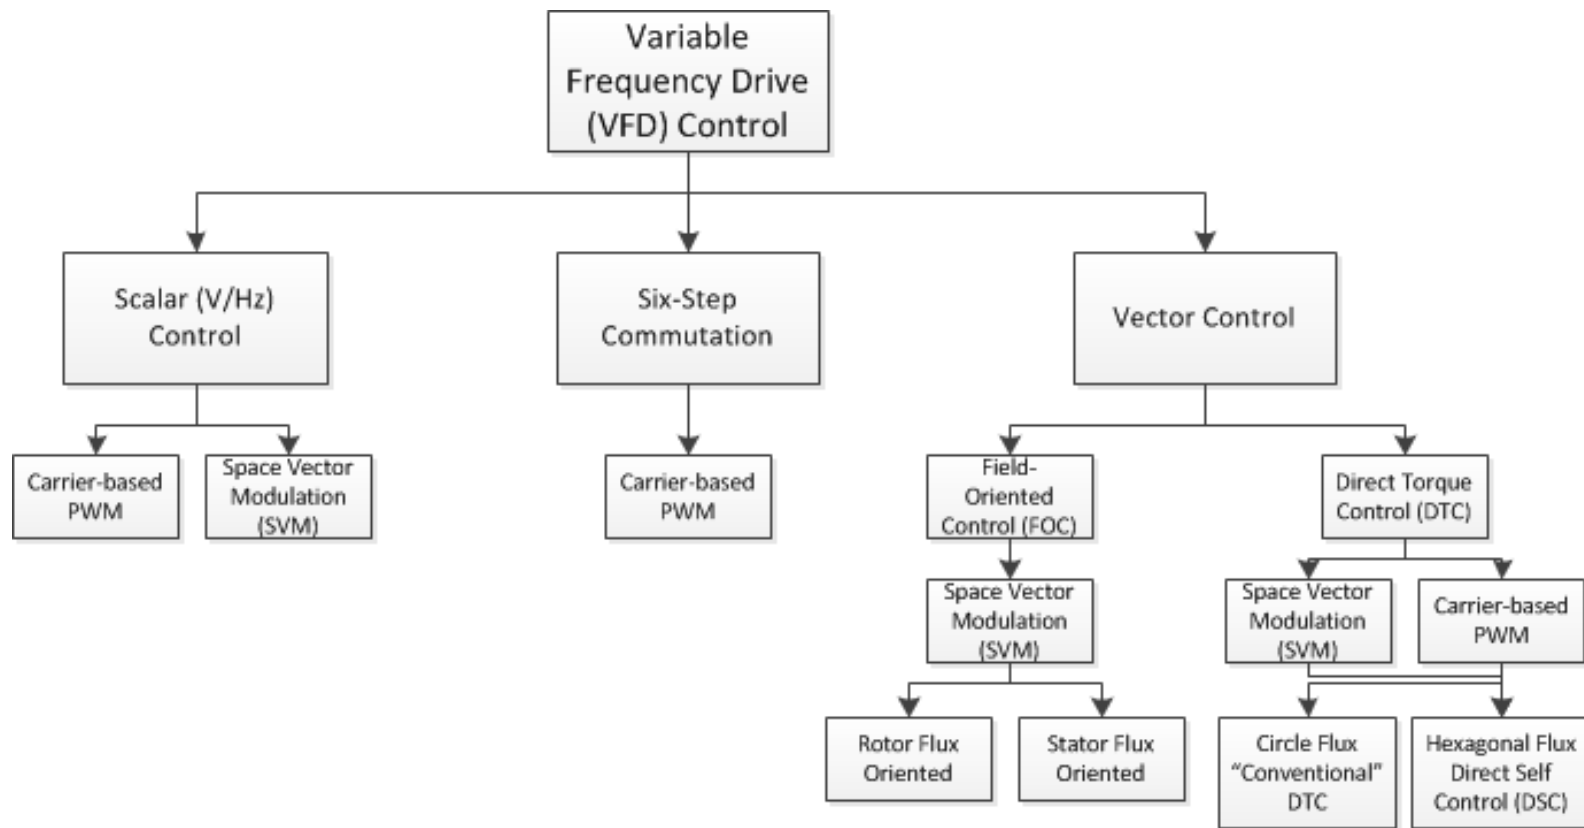 Variable
Frequency Drive
(VFD) Control
Scalar (V/Hz)
Control
Six-Step
Commutation
Vector Control
Carrier-based
PWM
Space Vector
Modulation
(SVM)
Carrier-based
PWM
Field-
Oriented
Control (FOC)
Direct Torque
Control (DTC)
Space Vector
Modulation
(SVM)
Space Vector
Modulation
(SVM)
Carrier-based
PWM
Rotor Flux
Oriented
Stator Flux
Oriented
Circle Flux
“Conventional”
DTC
Hexagonal Flux
Direct Self
Control (DSC)